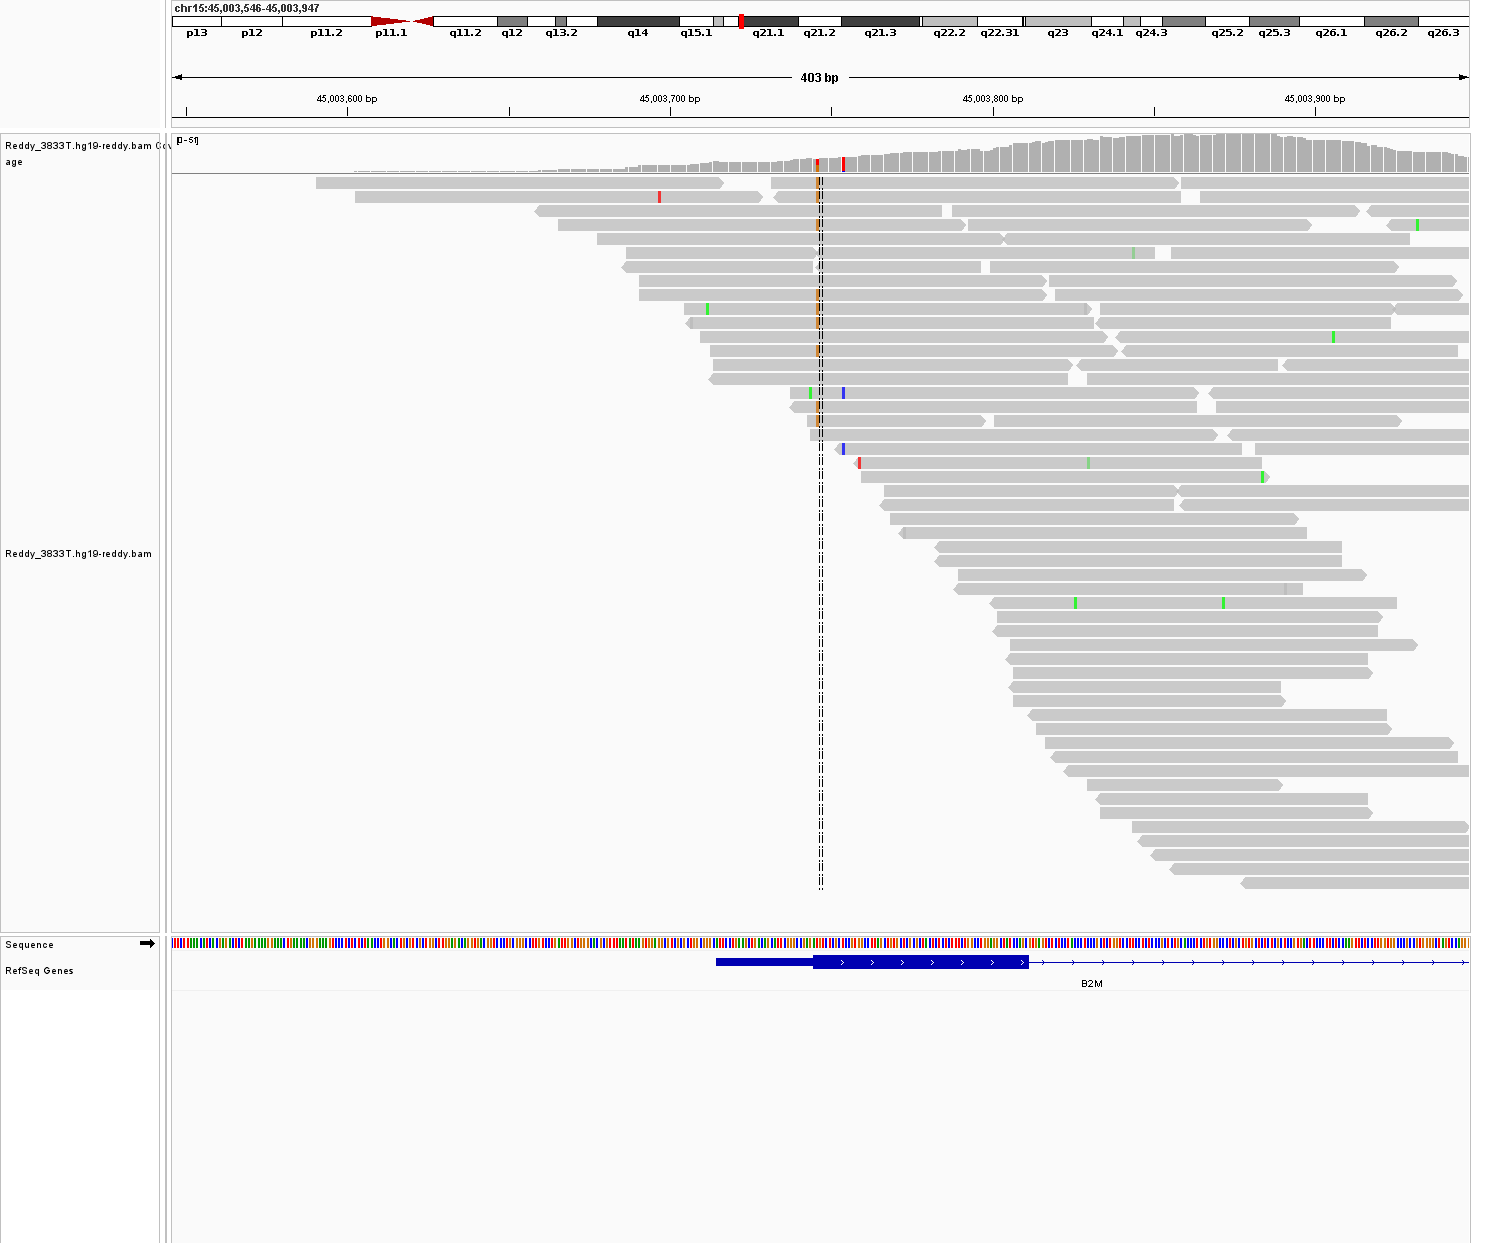 chr15:45,003,546-45,003,947
p13 p12 p11.2 p11.1 q11.2 q12 q13.2 q14 q15.1 q21.1 q21.2 q21.3 q22.2 q22.31 q23 q24.1 q24.3 q25.2 q25.3 q26.1 q26.2 q26.3
403 bp
45,003,600 bp 45,003,700 bp 45,003,800 bp 45,003,900 bp
Reddy_3833T.hg19-reddy.bam Cov
age
[0-51]
Reddy_3833T.hg19-reddy.bam
Sequence
RefSeq Genes
B2M